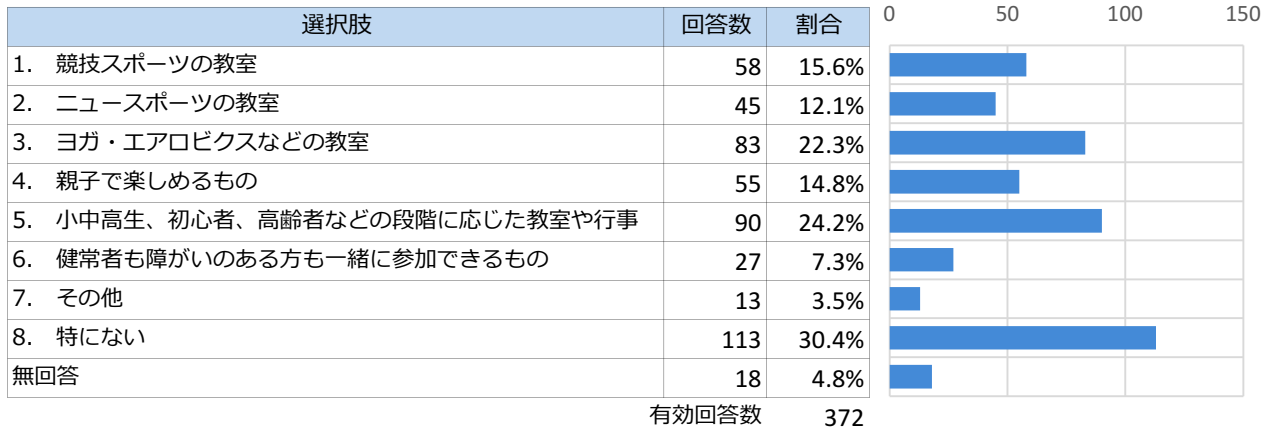 選択肢 回答数 割合 0 50 100 150
1. 競技スポーツの教室 58 15.6%
2. ニュースポーツの教室 45 12.1%
3. ヨガ・エアロビクスなどの教室 83 22.3%
4. 親子で楽しめるもの 55 14.8%
5. 小中高生、初心者、高齢者などの段階に応じた教室や行事 90 24.2%
6. 健常者も障がいのある方も一緒に参加できるもの 27 7.3%
7. その他 13 3.5%
8. 特にない 113 30.4%
無回答 18 4.8%
有効回答数 372